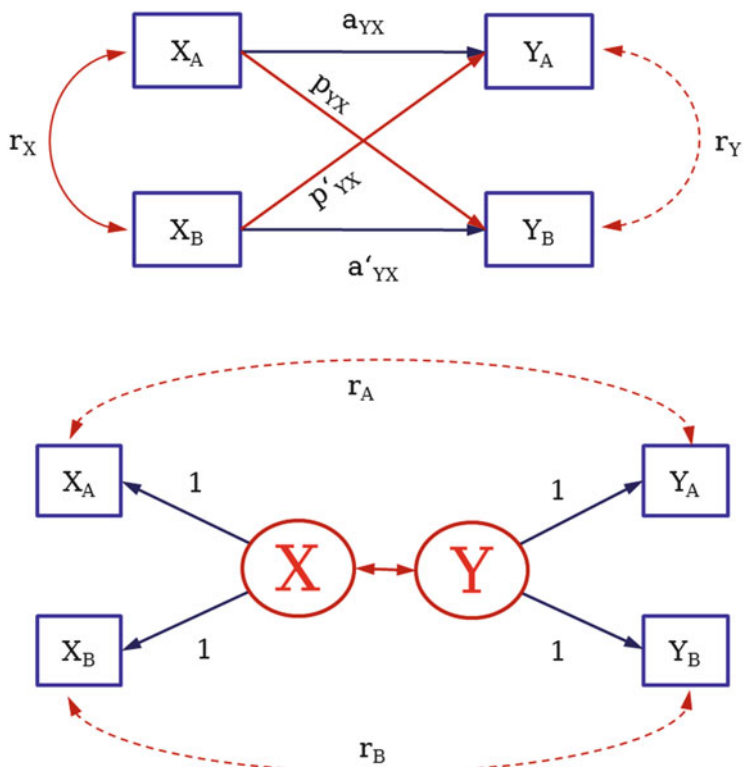 a_YX
X_A Y_A
p_YX
r_X r_Y
p‘_YX
X_B Y_B
a‘_YX
r_A
X_A 1 1 Y_A
X Y
X_B 1 1 Y_B
r_B